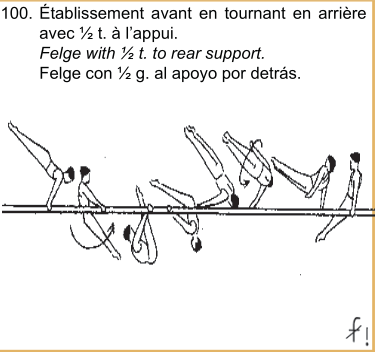 100. Établissement avant en tournant en arrière
avec ½ t. à l'appui.
Felge with ½ t. to rear support.
Felge con ½ g. al apoyo por detrás.
f!